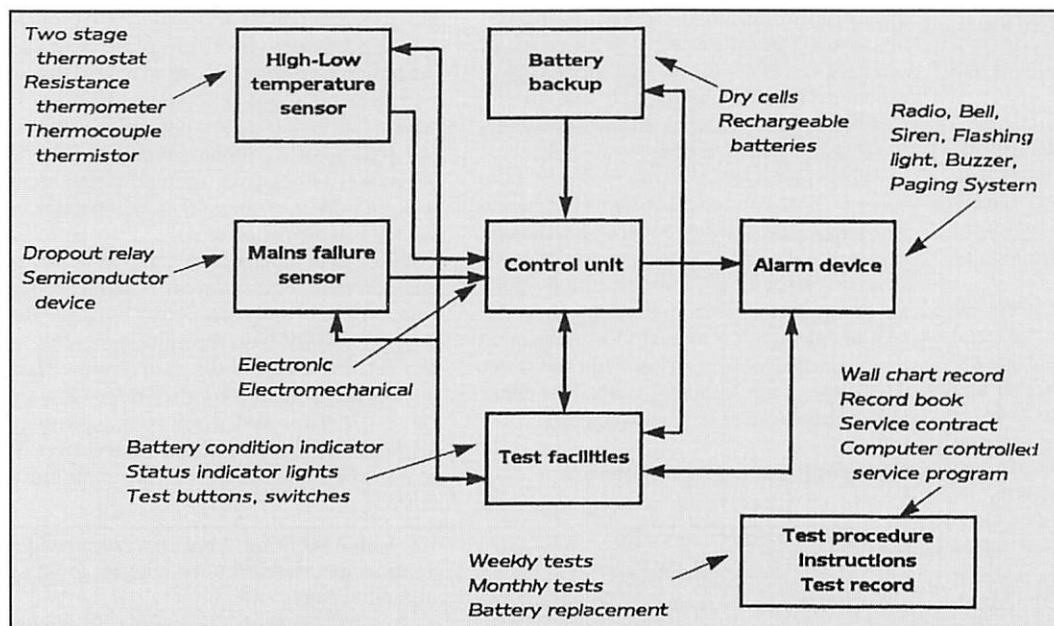 Two stage
thermostat
Resistance
thermometer
Thermocouple
thermistor
High-Low
temperature
sensor
Battery
backup
Dry cells
Rechargeable
batteries
Radio, Bell,
Siren, Flashing
light, Buzzer,
Paging System
Dropout relay
Semiconductor
device
Mains failure
sensor
Control unit
Alarm device
Electronic
Electromechanical
Wall chart record
Record book
Service contract
Computer controlled
service program
Battery condition indicator
Status indicator lights
Test buttons, switches
Test facilities
Weekly tests
Monthly tests
Battery replacement
Test procedure
Instructions
Test record